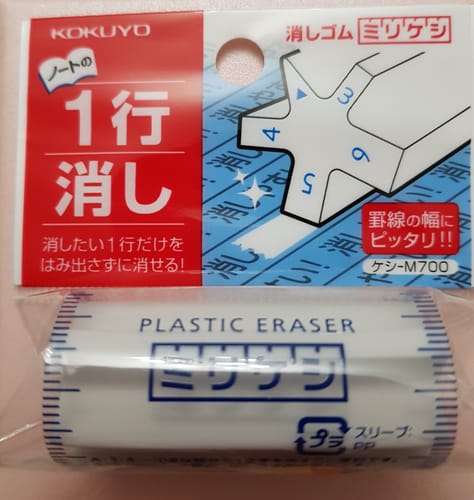 KOKUYO
消しゴム ミリケシ
ノートの
1行
消し
消したい1行だけを
はみ出さずに消せる!
3
4
5
6
罫線の幅に
ピッタリ!!
ケシ-M700
PLASTIC ERASER
ミリケシ
プラ
スリーブ:
PP